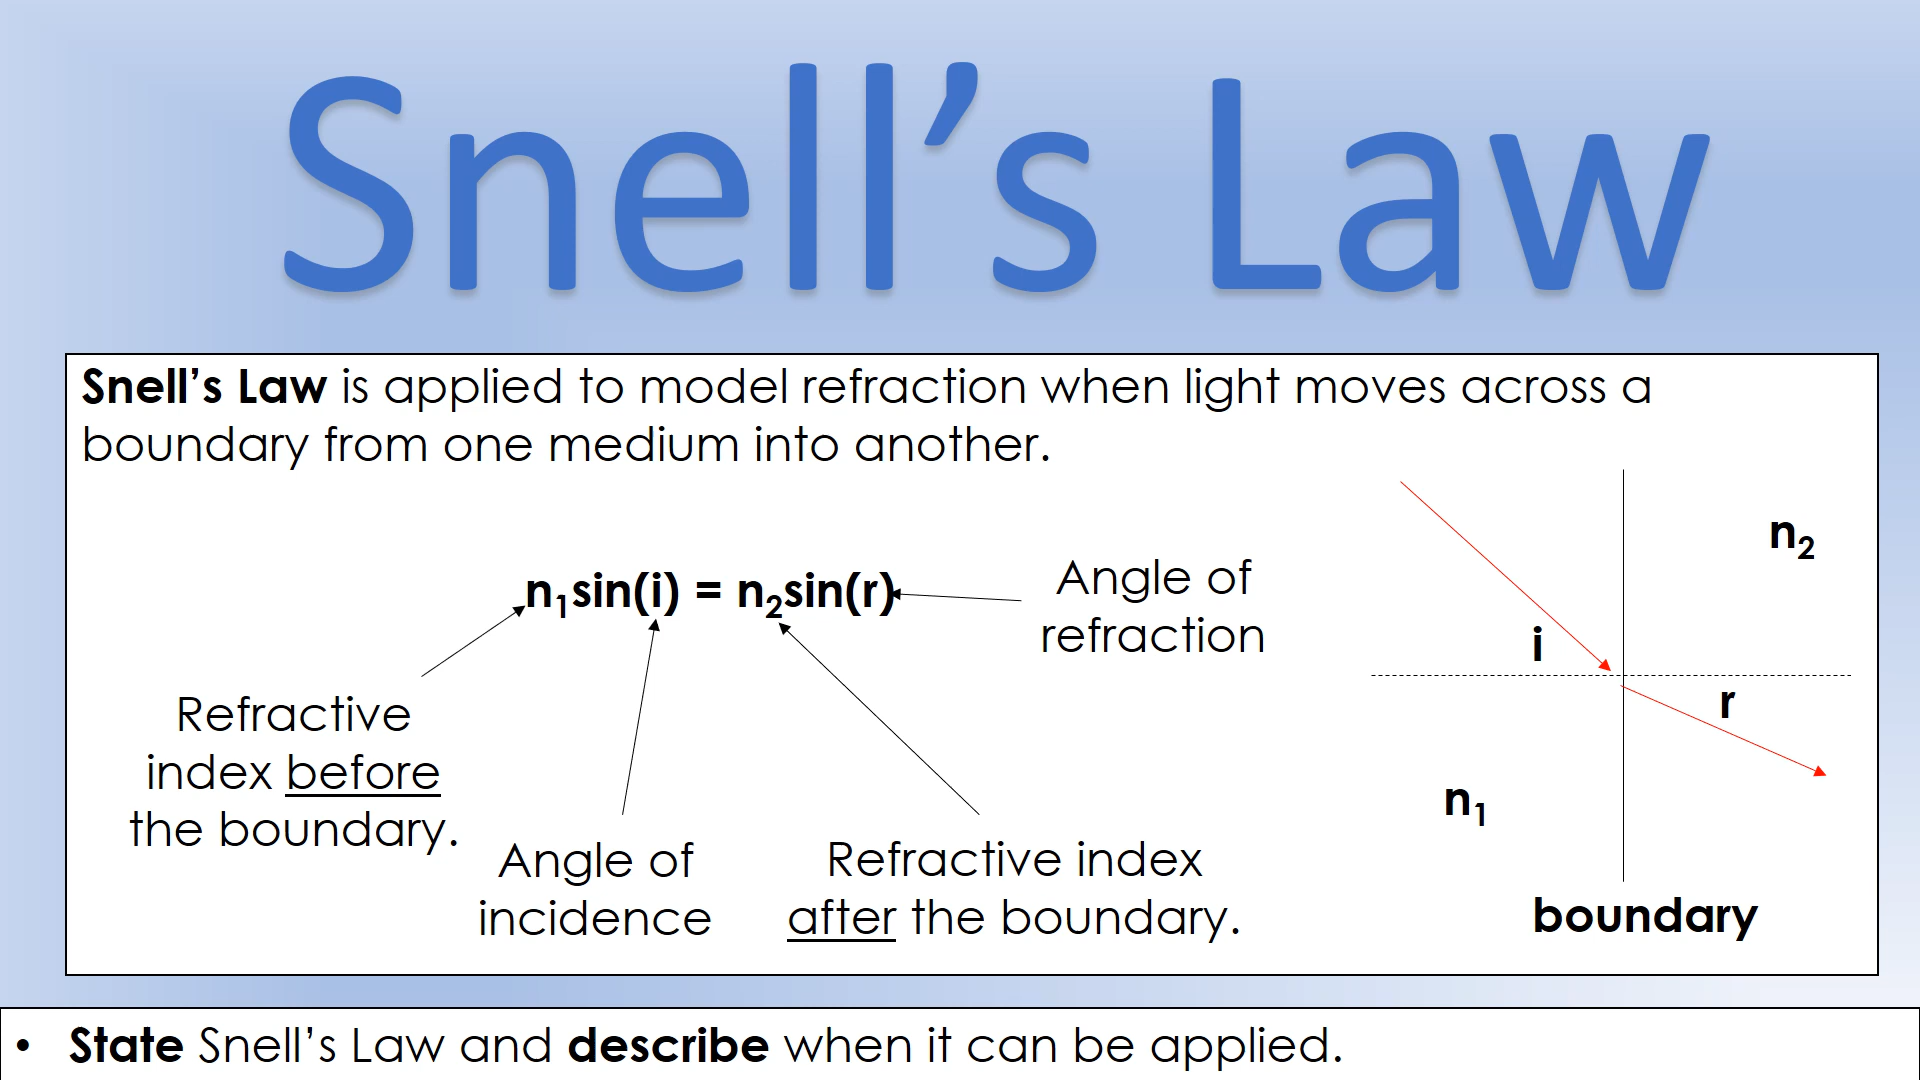 Snell’s Law
Snell’s Law is applied to model refraction when light moves across a
boundary from one medium into another.
n₁sin(i) = n₂sin(r)
Angle of
refraction
Refractive
index before
the boundary.
Angle of
incidence
Refractive index
after the boundary.
n₂
i
r
n₁
boundary
• State Snell’s Law and describe when it can be applied.